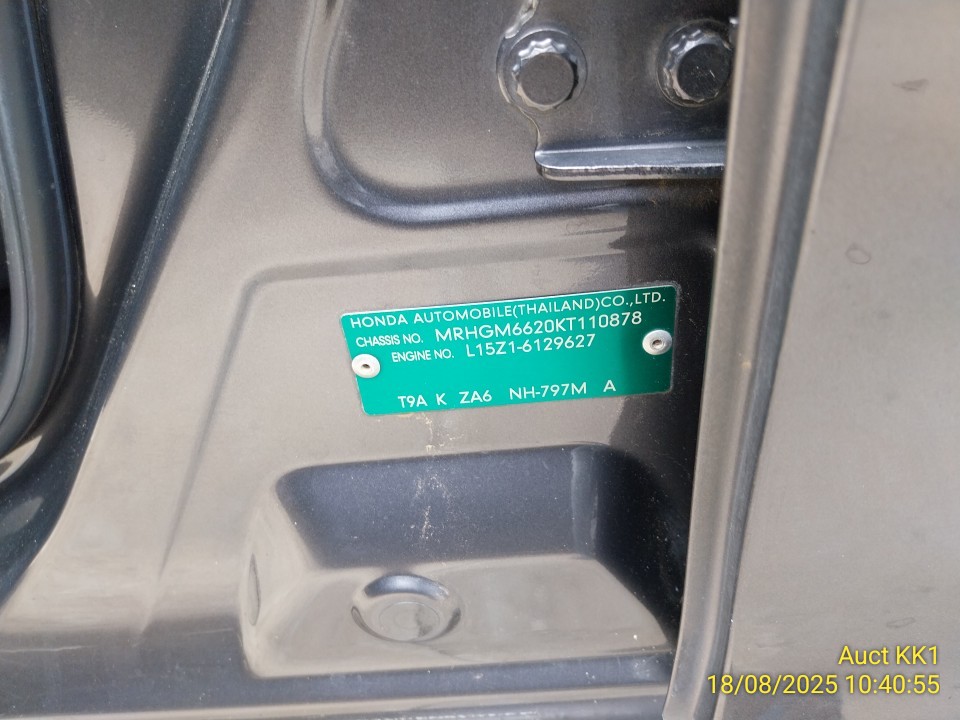 HONDA AUTOMOBILE(THAILAND)CO.,LTD.
CHASSIS NO. MRHGM6620KT110878
ENGINE NO. L15Z1-6129627
T9A K ZA6 NH-797M A
Auct KK1
18/08/2025 10:40:55